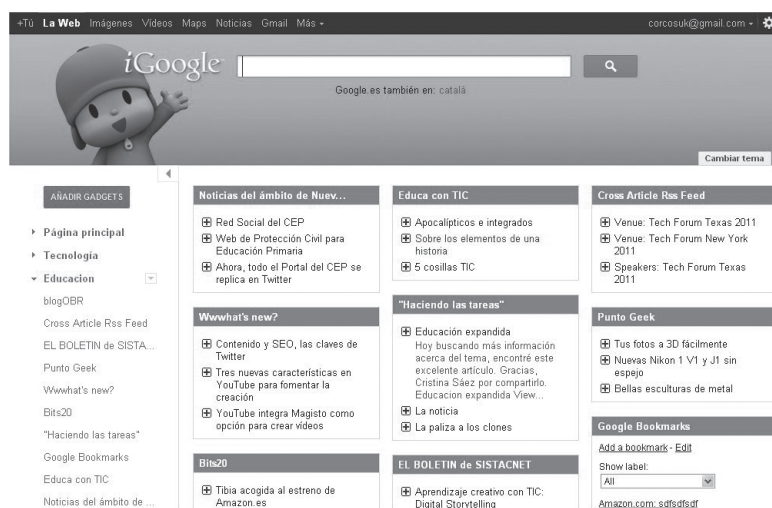 +Tú La Web Imágenes Vídeos Maps Noticias Gmail Más
corcosuk@gmail.com
iGoogle
Google.es también en: català
Cambiar tema
AÑADIR GADGETS
Página principal
Tecnología
Educacion
blogOBR
Cross Article Rss Feed
EL BOLETIN de SISTA...
Punto Geek
Wwwhat's new?
Bits20
"Haciendo las tareas"
Google Bookmarks
Educa con TIC
Noticias del ámbito de ...
Noticias del ámbito de Nuev...
Red Social del CEP
Web de Protección Civil para
Educación Primaria
Ahora, todo el Portal del CEP se
replica en Twitter
Wwwhat's new?
Contenido y SEO, las claves de
Twitter
Tres nuevas características en
YouTube para fomentar la
creación
YouTube integra Magisto como
opción para crear vídeos
Bits20
Tibia acogida al estreno de
Amazon.es
Educa con TIC
Apocalípticos e integrados
Sobre los elementos de una
historia
5 cosillas TIC
"Haciendo las tareas"
Educación expandida
Hoy buscando más información
acerca del tema, encontré este
excelente artículo. Gracias,
Cristina Sáez por compartirlo.
Educacion expandida View...
La noticia
La paliza a los clones
EL BOLETIN de SISTACNET
Aprendizaje creativo con TIC:
Digital Storytelling
Cross Article Rss Feed
Venue: Tech Forum Texas 2011
Venue: Tech Forum New York
2011
Speakers: Tech Forum Texas
2011
Punto Geek
Tus fotos a 3D fácilmente
Nuevas Nikon 1 V1 y J1 sin
espejo
Bellas esculturas de metal
Google Bookmarks
Add a bookmark - Edit
Show label:
All
Amazon.com: sdfsdfsdf